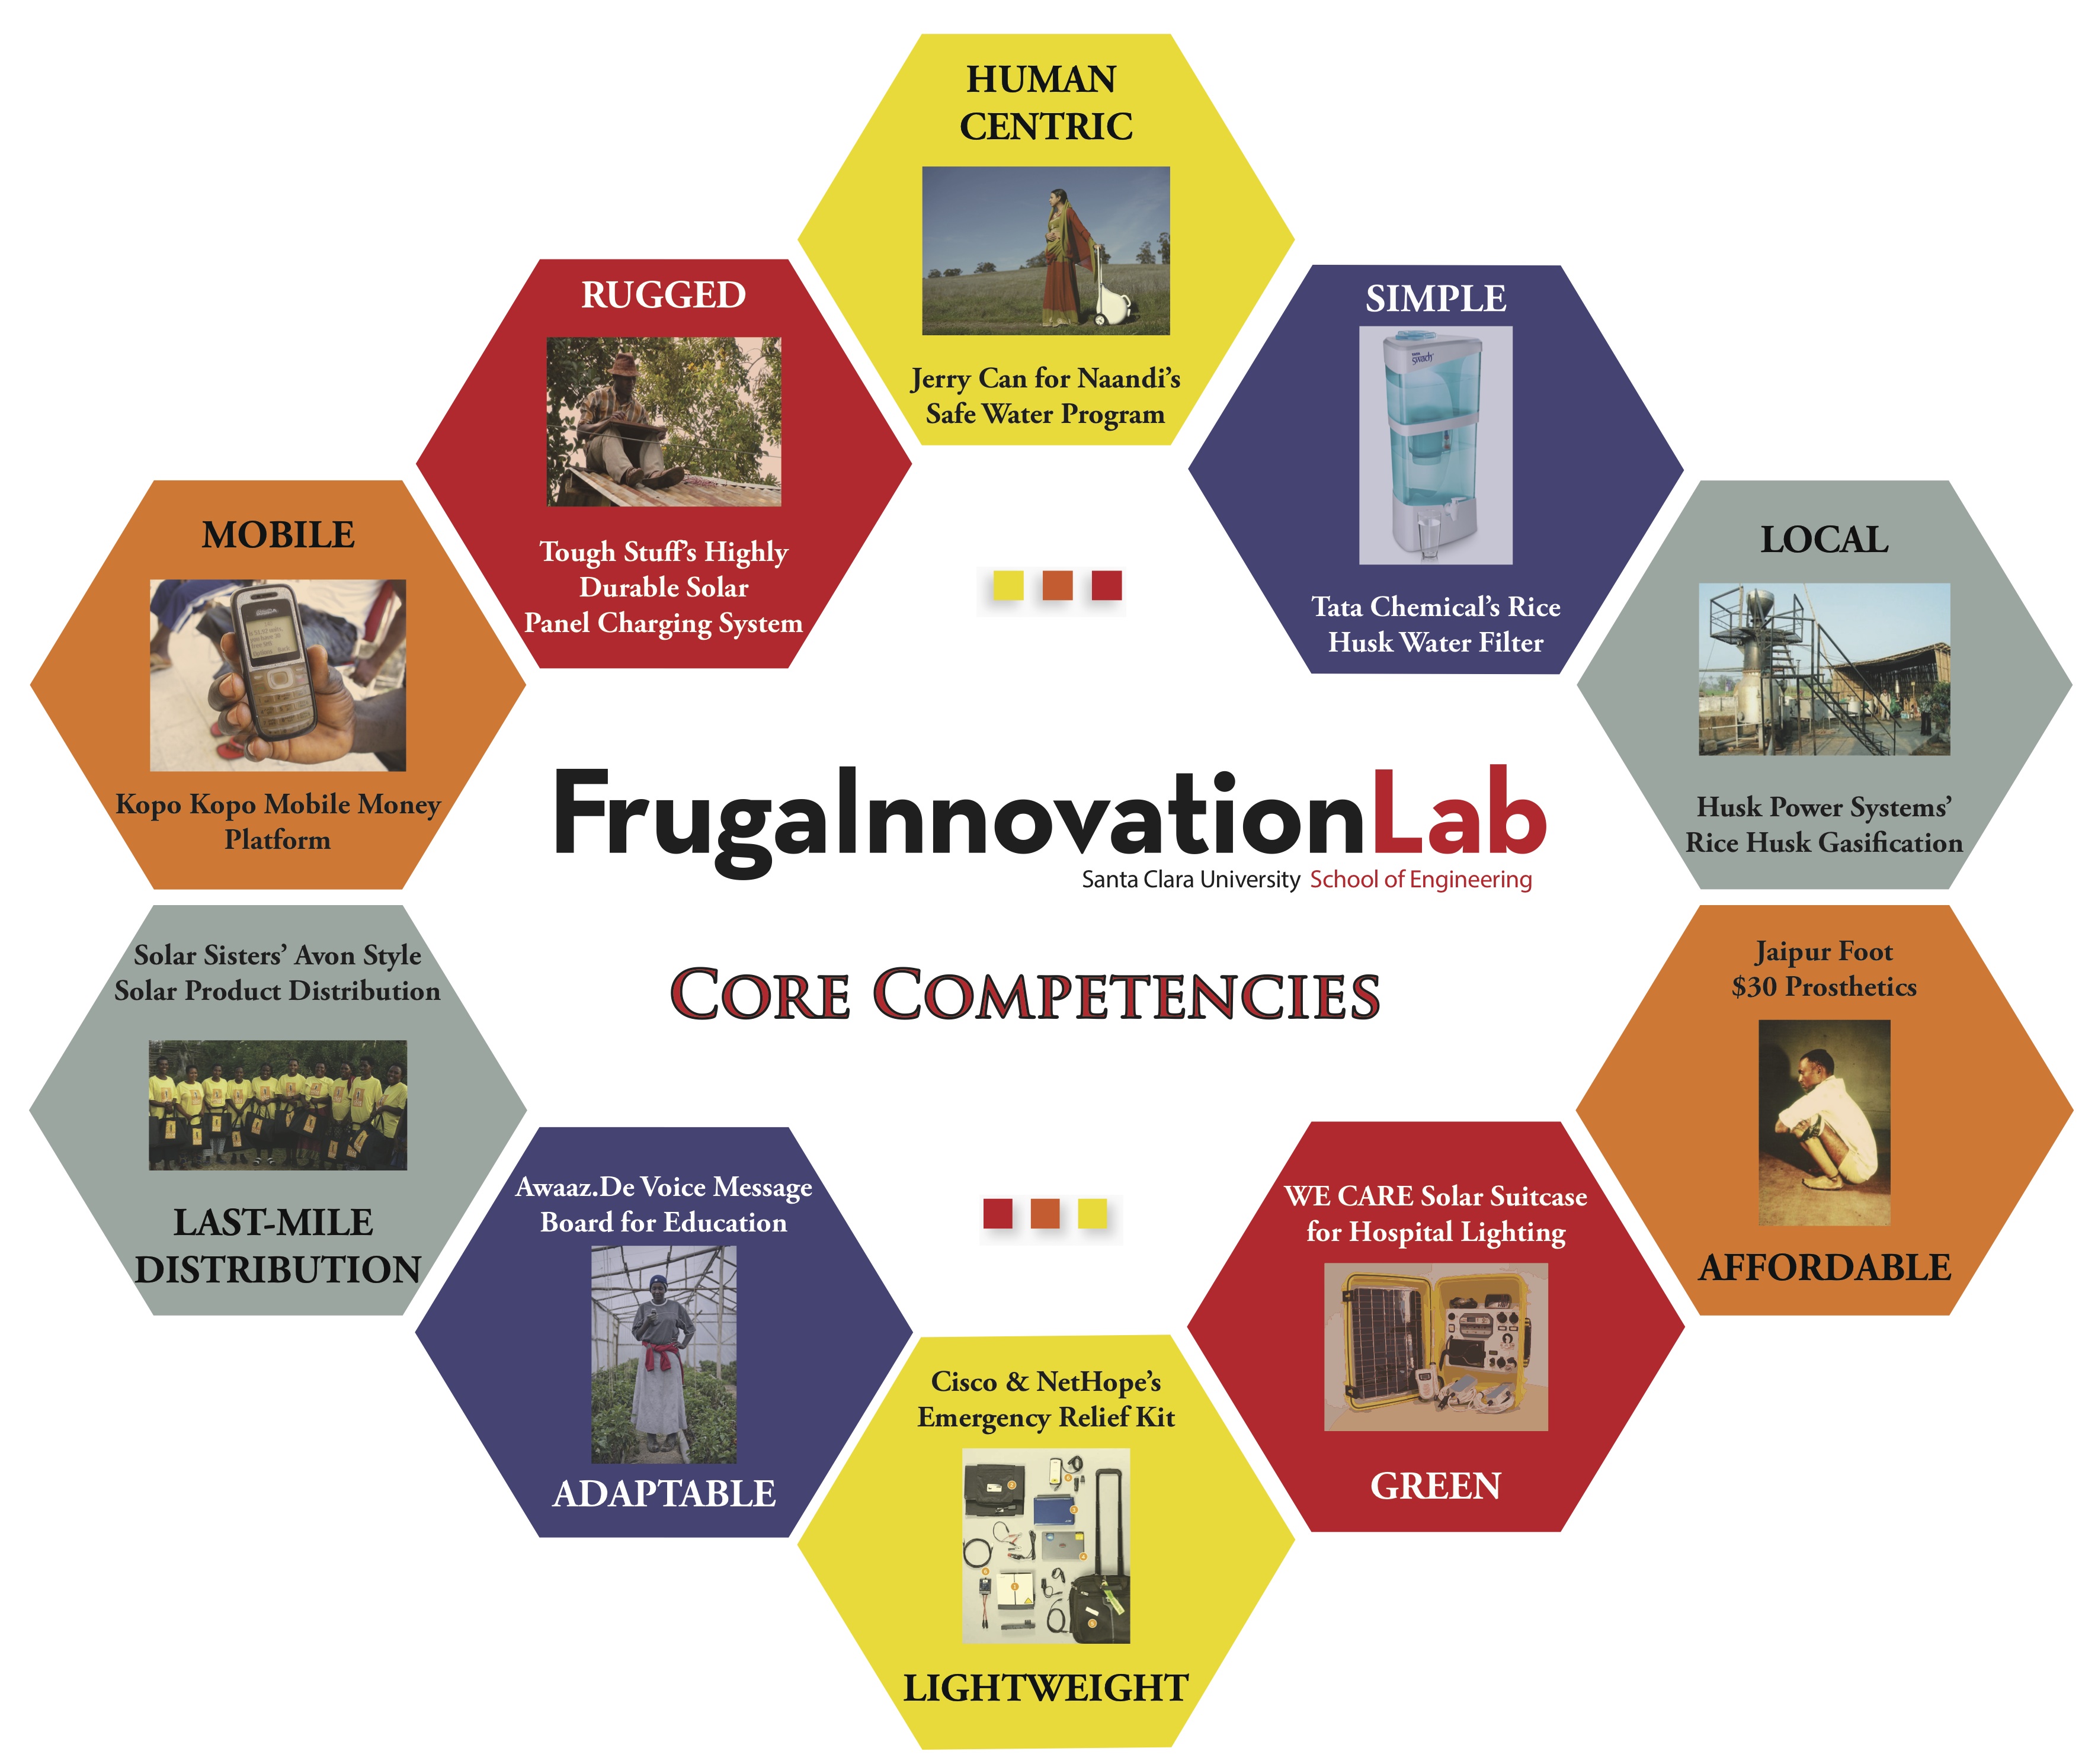 HUMAN
CENTRIC
Jerry Can for Naandi's
Safe Water Program
RUGGED
Tough Stuff's Highly
Durable Solar
Panel Charging System
SIMPLE
TATA
swach
Tata Chemical's Rice
Husk Water Filter
MOBILE
Kopo Kopo Mobile Money
Platform
LOCAL
Husk Power Systems'
Rice Husk Gasification
FrugalnnovationLab
Santa Clara University School of Engineering
CORE COMPETENCIES
Solar Sisters' Avon Style
Solar Product Distribution
LAST-MILE
DISTRIBUTION
Jaipur Foot
$30 Prosthetics
AFFORDABLE
Awaaz.De Voice Message
Board for Education
ADAPTABLE
WE CARE Solar Suitcase
for Hospital Lighting
GREEN
Cisco & NetHope's
Emergency Relief Kit
LIGHTWEIGHT